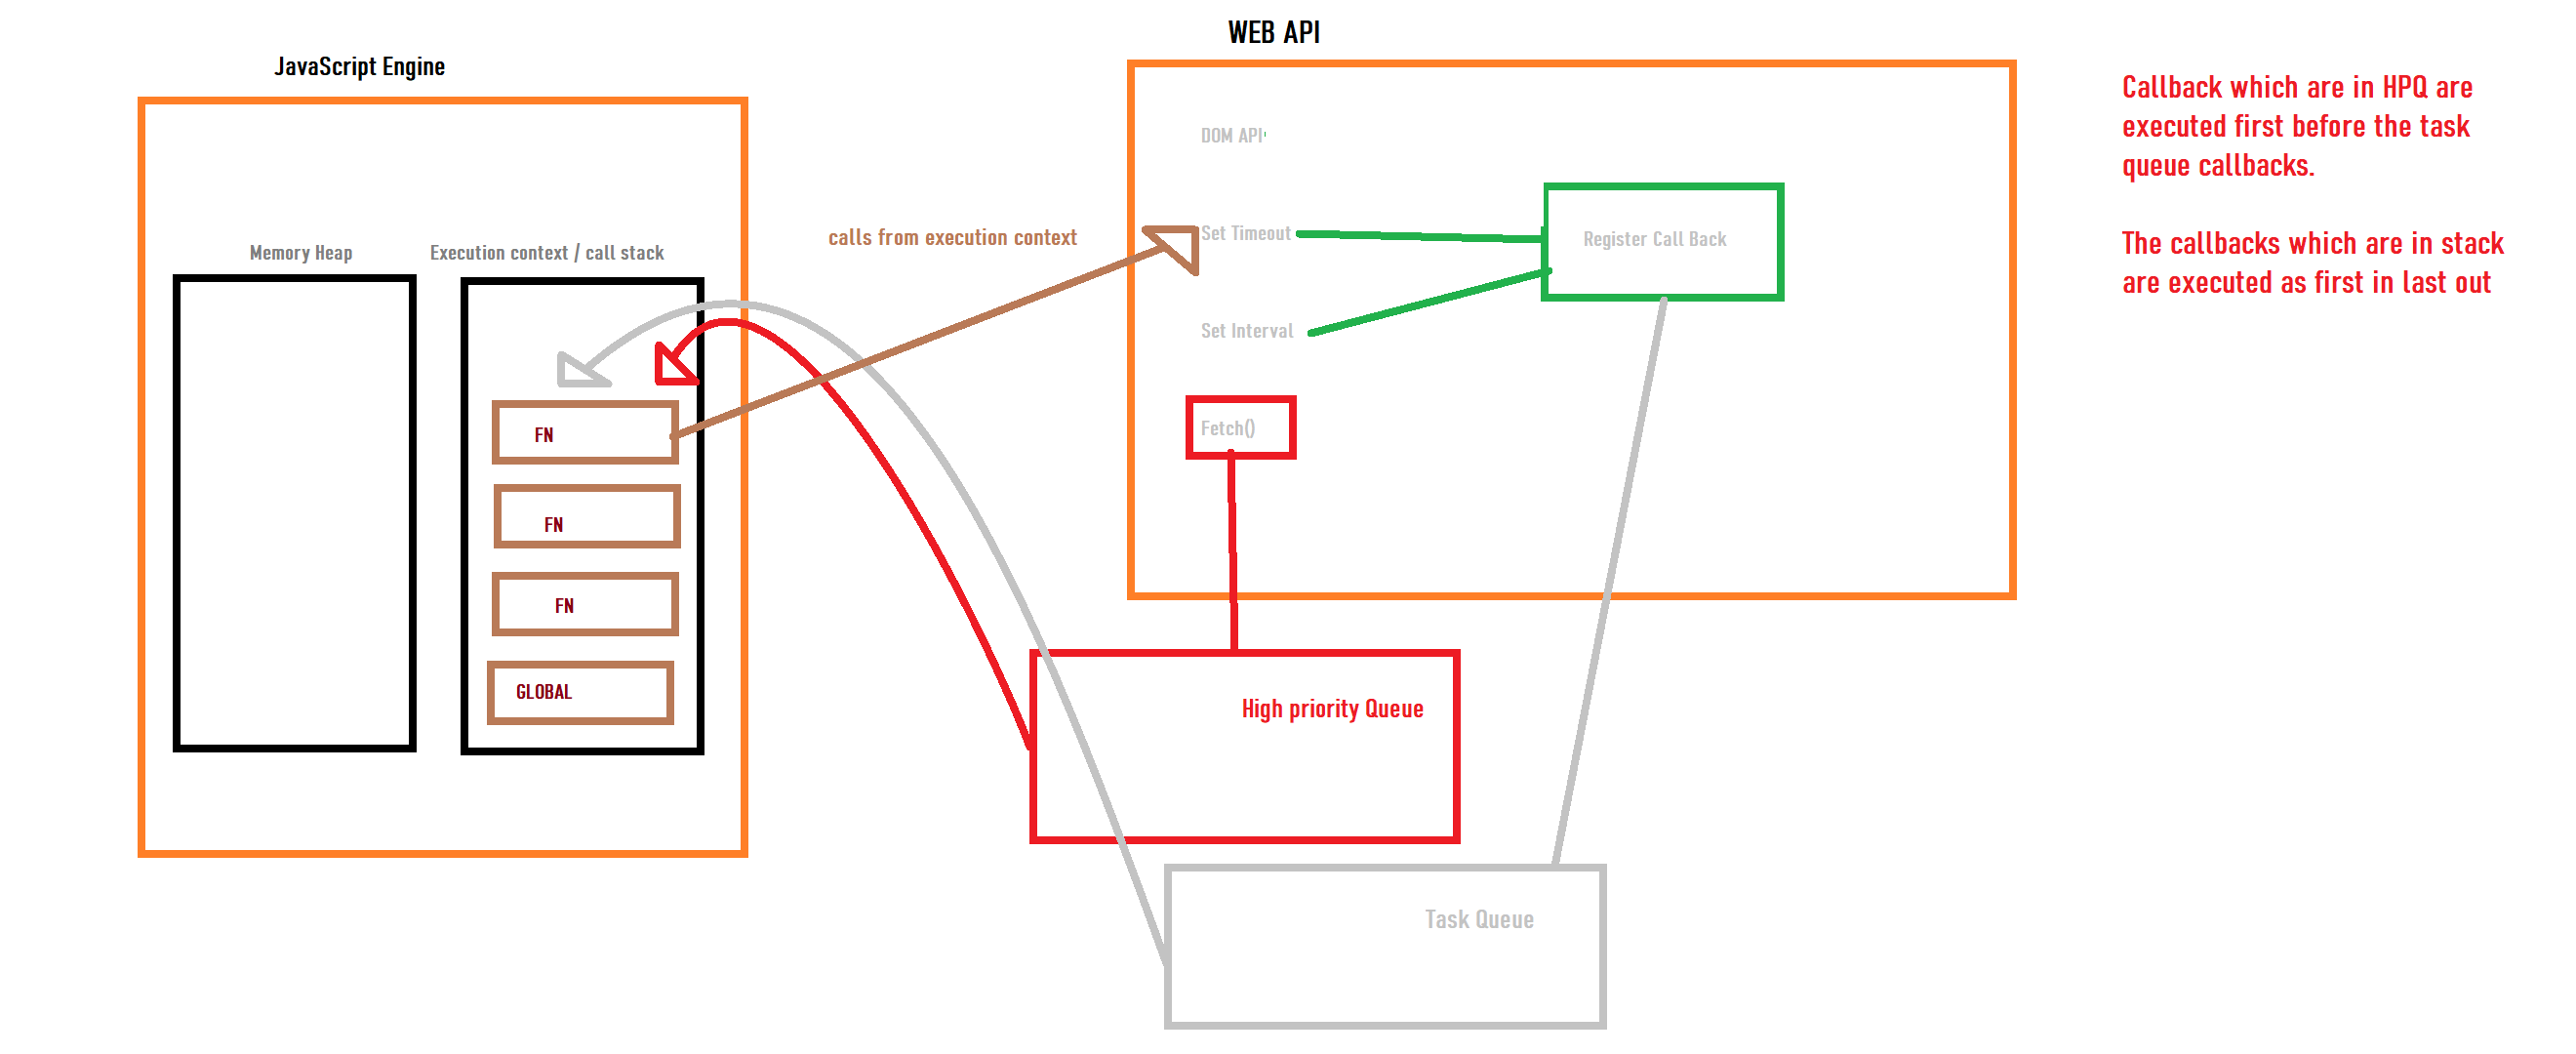 WEB API
JavaScript Engine
Callback which are in HPQ are
executed first before the task
queue callbacks.
The callbacks which are in stack
are executed as first in last out
DOM API
calls from execution context
Set Timeout
Register Call Back
Memory Heap
Execution context / call stack
Set Interval
Fetch()
FN
FN
FN
GLOBAL
High priority Queue
Task Queue